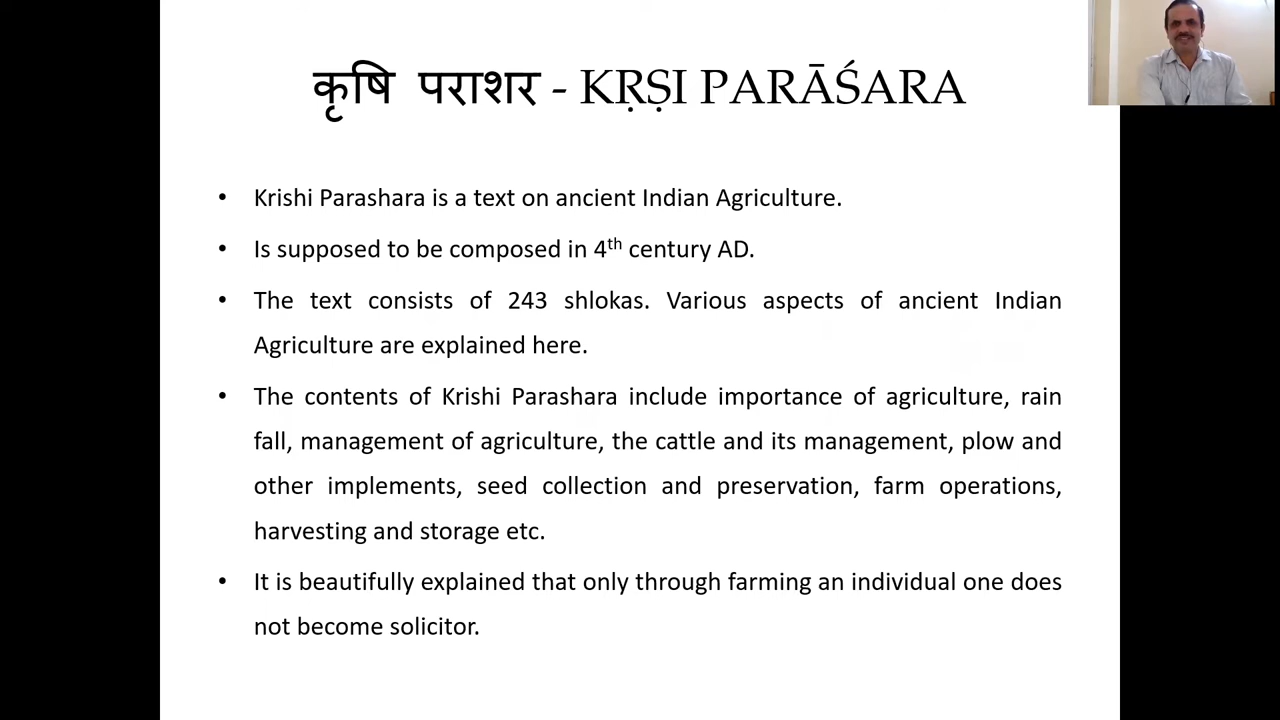 कृषि पराशर - KṚṢI PARĀŚARA
• Krishi Parashara is a text on ancient Indian Agriculture.
• Is supposed to be composed in 4th century AD.
• The text consists of 243 shlokas. Various aspects of ancient Indian
Agriculture are explained here.
• The contents of Krishi Parashara include importance of agriculture, rain
fall, management of agriculture, the cattle and its management, plow and
other implements, seed collection and preservation, farm operations,
harvesting and storage etc.
• It is beautifully explained that only through farming an individual one does
not become solicitor.